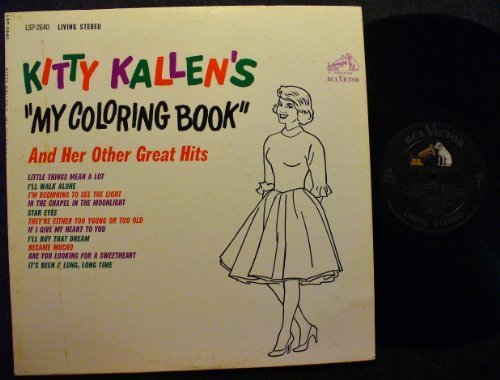 LSP-2640 LIVING STEREO
KITTY KALLEN'S
"MY COLORING BOOK"
And Her Other Great Hits
RCA VICTOR
LITTLE THINGS MEAN A LOT
I'LL WALK ALONE
I'M BEGINNING TO SEE THE LIGHT
IN THE CHAPEL IN THE MOONLIGHT
STAR EYES
THEY'RE EITHER TOO YOUNG OR TOO OLD
IF I GIVE MY HEART TO YOU
I'LL BUY THAT DREAM
BESAME MUCHO
ARE YOU LOOKING FOR A SWEETHEART
IT'S BEEN A LONG, LONG TIME
RCA VICTOR
LIVING STEREO